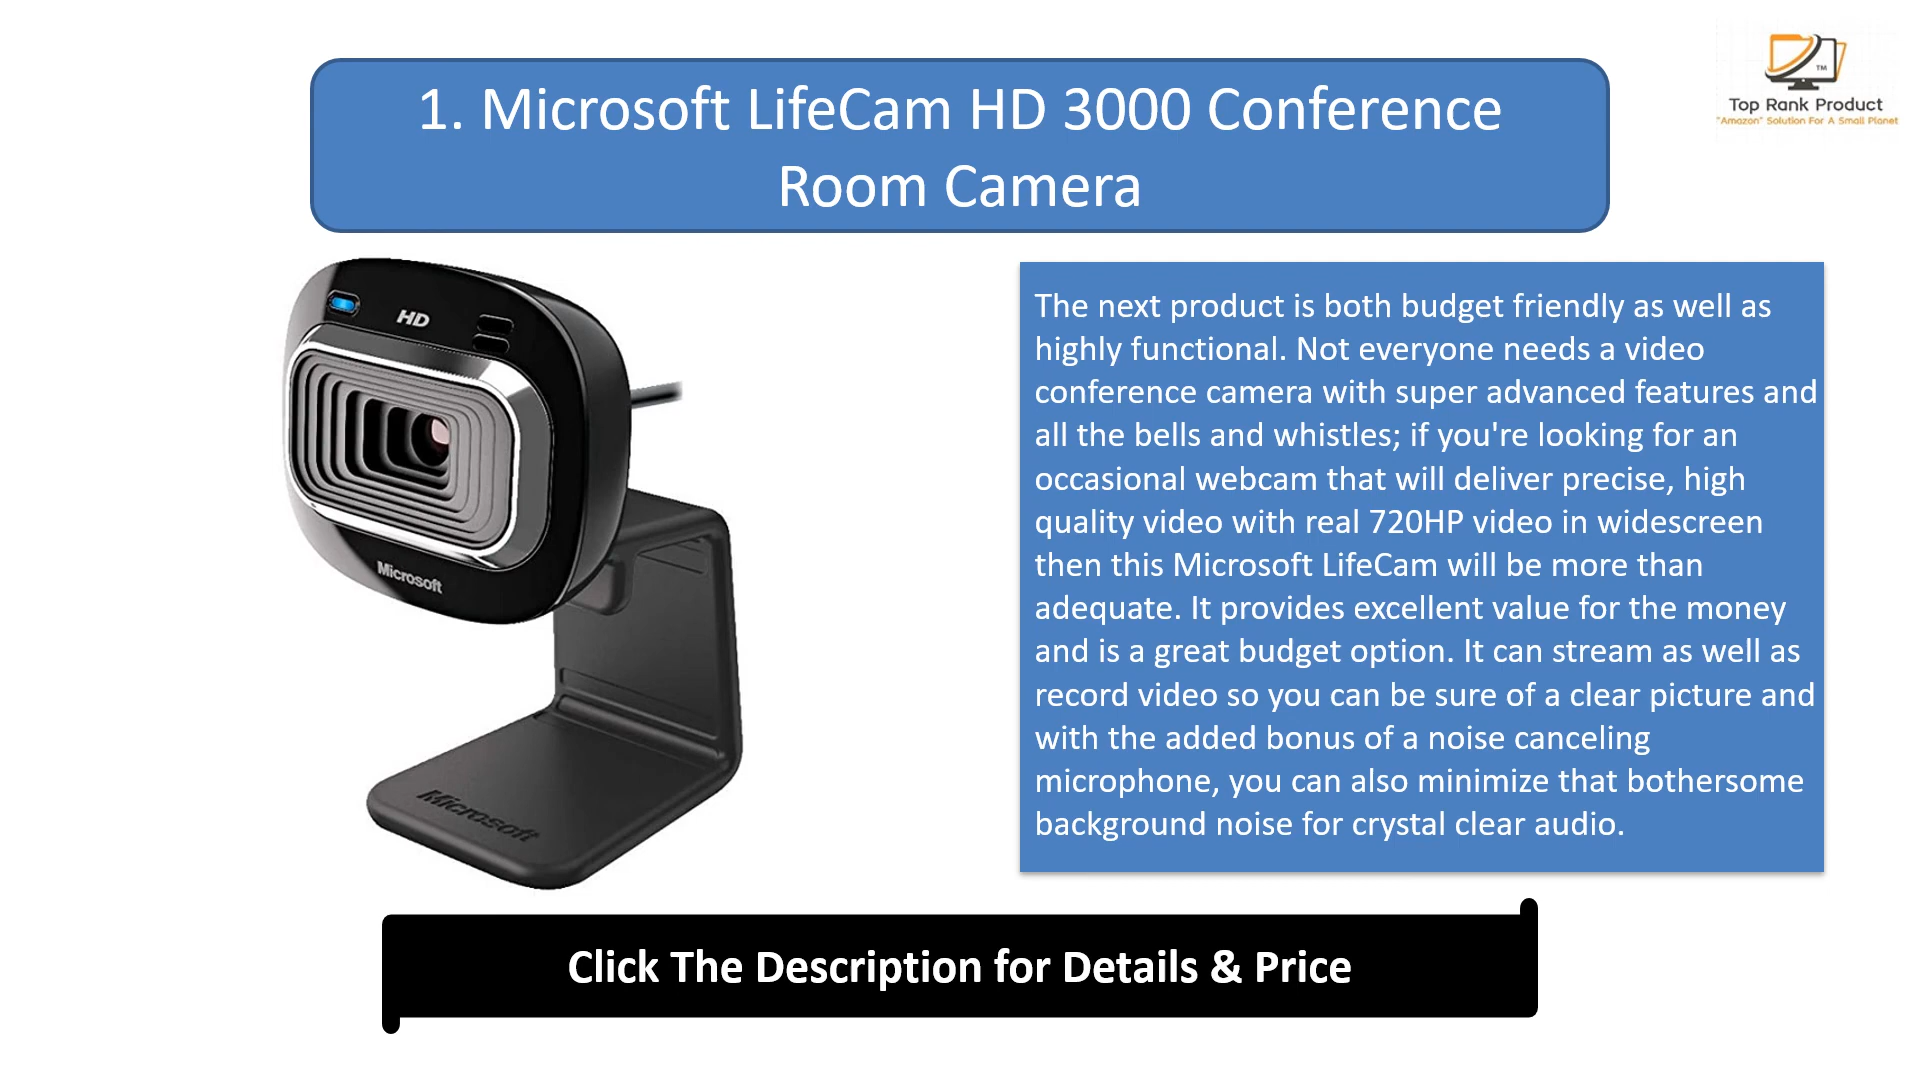 TM
Top Rank Product
"Amazon" Solution For A Small Planet
1. Microsoft LifeCam HD 3000 Conference
Room Camera
HD
Microsoft
Microsoft
The next product is both budget friendly as well as
highly functional. Not everyone needs a video
conference camera with super advanced features and
all the bells and whistles; if you're looking for an
occasional webcam that will deliver precise, high
quality video with real 720HP video in widescreen
then this Microsoft LifeCam will be more than
adequate. It provides excellent value for the money
and is a great budget option. It can stream as well as
record video so you can be sure of a clear picture and
with the added bonus of a noise canceling
microphone, you can also minimize that bothersome
background noise for crystal clear audio.
Click The Description for Details & Price